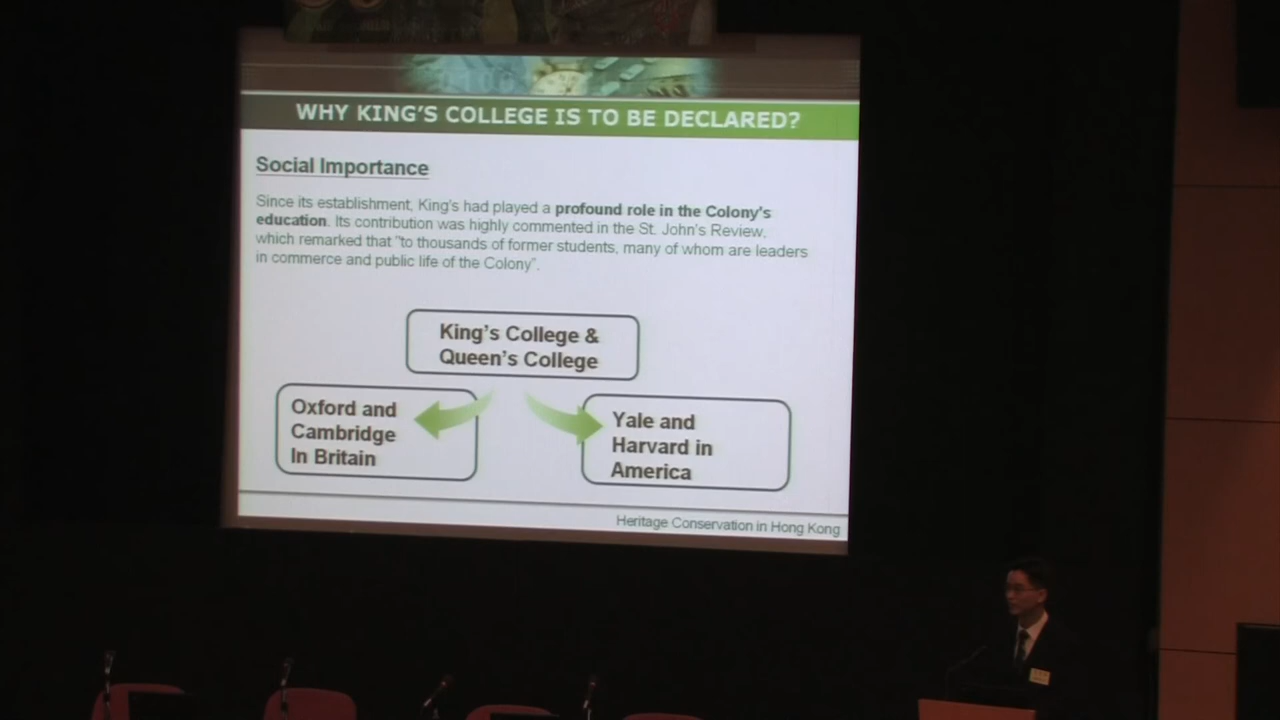 WHY KING'S COLLEGE IS TO BE DECLARED?
Social Importance
Since its establishment, King's had played a profound role in the Colony's
education. Its contribution was highly commented in the St. John's Review,
which remarked that "to thousands of former students, many of whom are leaders
in commerce and public life of the Colony".
King's College &
Queen's College
Oxford and
Cambridge
In Britain
Yale and
Harvard in
America
Heritage Conservation in Hong Kong